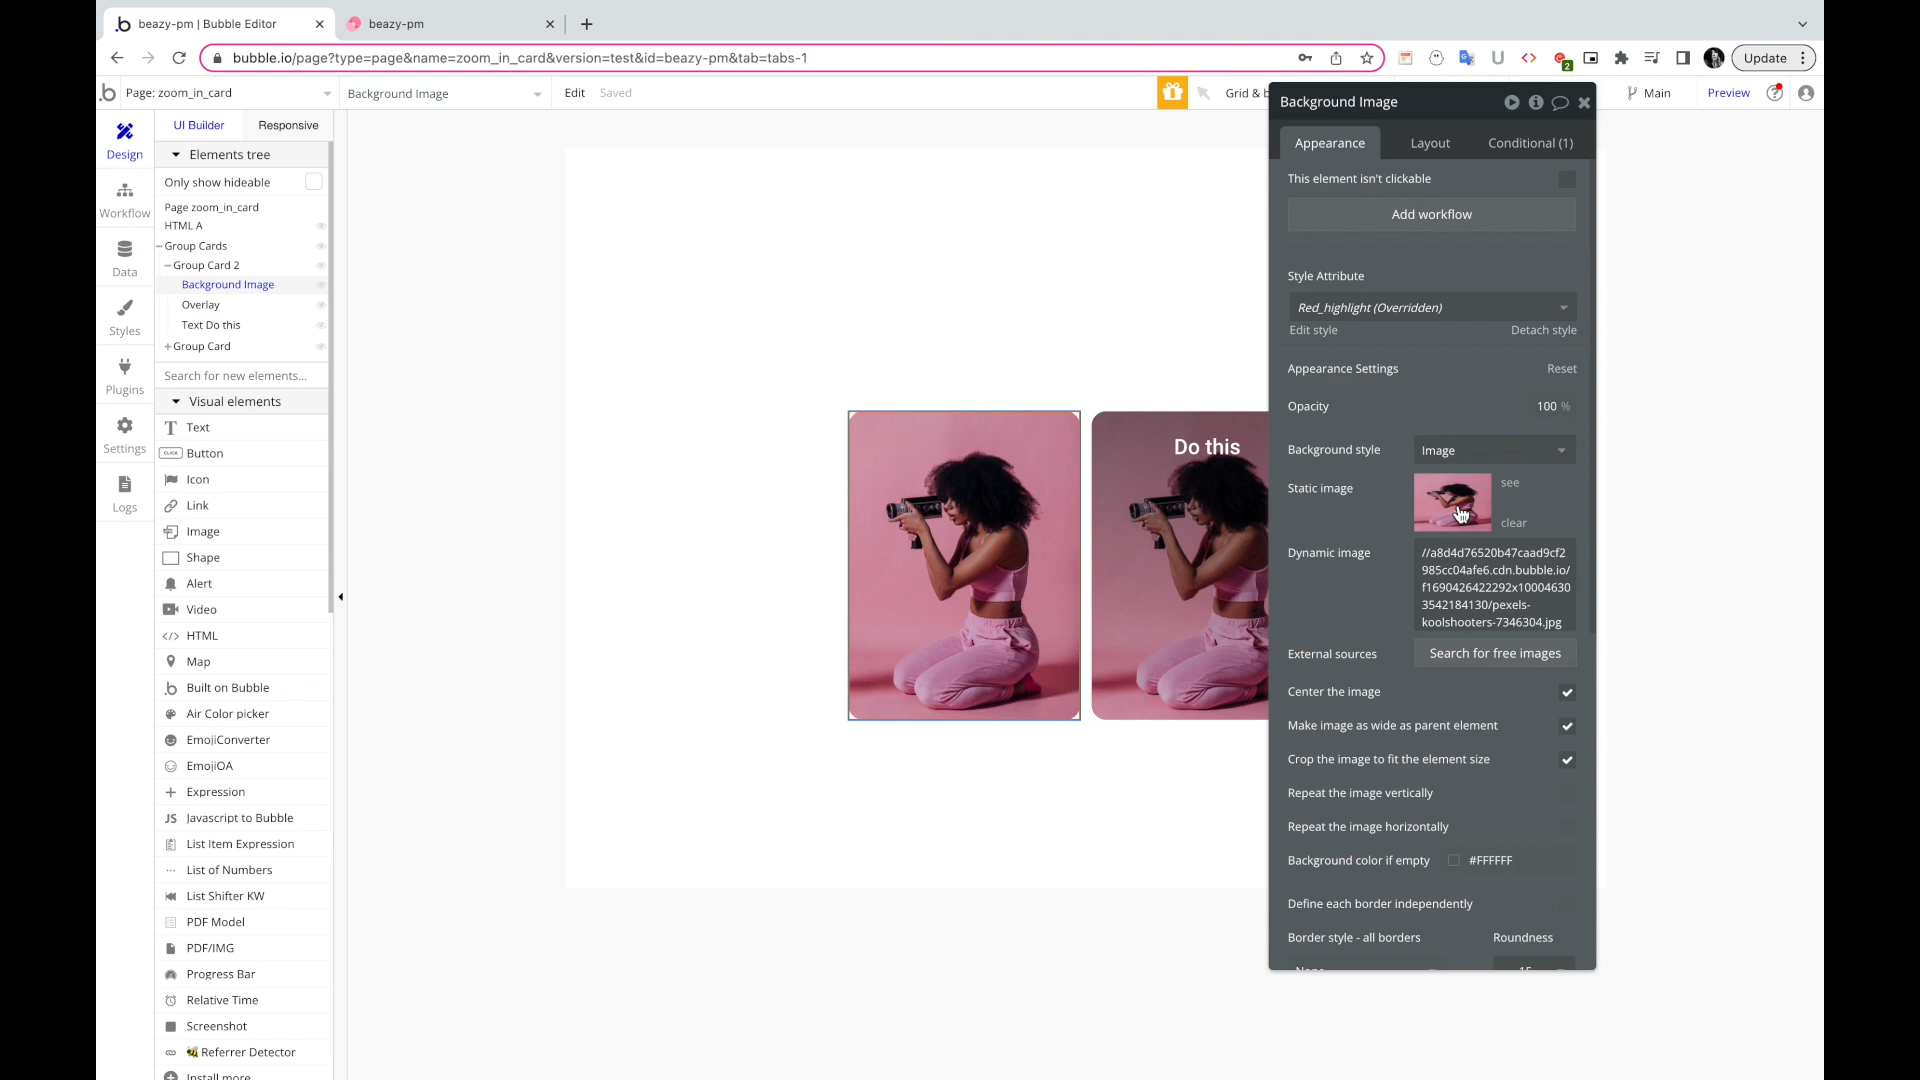 beazy-pm | Bubble Editor
beazy-pm
bubble.io/page?type=page&name=zoom_in_card&version=test&id=beazy-pm&tab=tabs-1
2
Update
Page: zoom_in_card
Background Image
Edit
Saved
Grid & b
Main
Preview
Design
Workflow
Data
Styles
Plugins
Settings
Logs
UI Builder
Responsive
Elements tree
Only show hideable
Page zoom_in_card
HTML A
Group Cards
Group Card 2
Background Image
Overlay
Text Do this
Group Card
Search for new elements...
Visual elements
Text
CLICK
Button
Icon
Link
Image
Shape
Alert
Video
HTML
Map
Built on Bubble
Air Color picker
EmojiConverter
EmojiOA
Expression
JS Javascript to Bubble
List Item Expression
List of Numbers
List Shifter KW
PDF Model
PDF/IMG
Progress Bar
Relative Time
Screenshot
🐝Referrer Detector
Install more
Do this
Background Image
Appearance
Layout
Conditional (1)
This element isn't clickable
Add workflow
Style Attribute
Red_highlight (Overridden)
Edit style
Detach style
Appearance Settings
Reset
Opacity
100 %
Background style
Image
Static image
see
clear
Dynamic image
//a8d4d76520b47caad9cf2
985cc04afe6.cdn.bubble.io/
f1690426422292x10004630
3542184130/pexels-
koolshooters-7346304.jpg
External sources
Search for free images
Center the image
Make image as wide as parent element
Crop the image to fit the element size
Repeat the image vertically
Repeat the image horizontally
Background color if empty
#FFFFFF
Define each border independently
Border style - all borders
Roundness
None
15